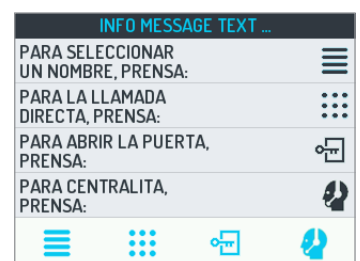 INFO MESSAGE TEXT ...
PARA SELECCIONAR
UN NOMBRE, PRENSA:
PARA LA LLAMADA
DIRECTA, PRENSA:
PARA ABRIR LA PUERTA,
PRENSA:
PARA CENTRALITA,
PRENSA: